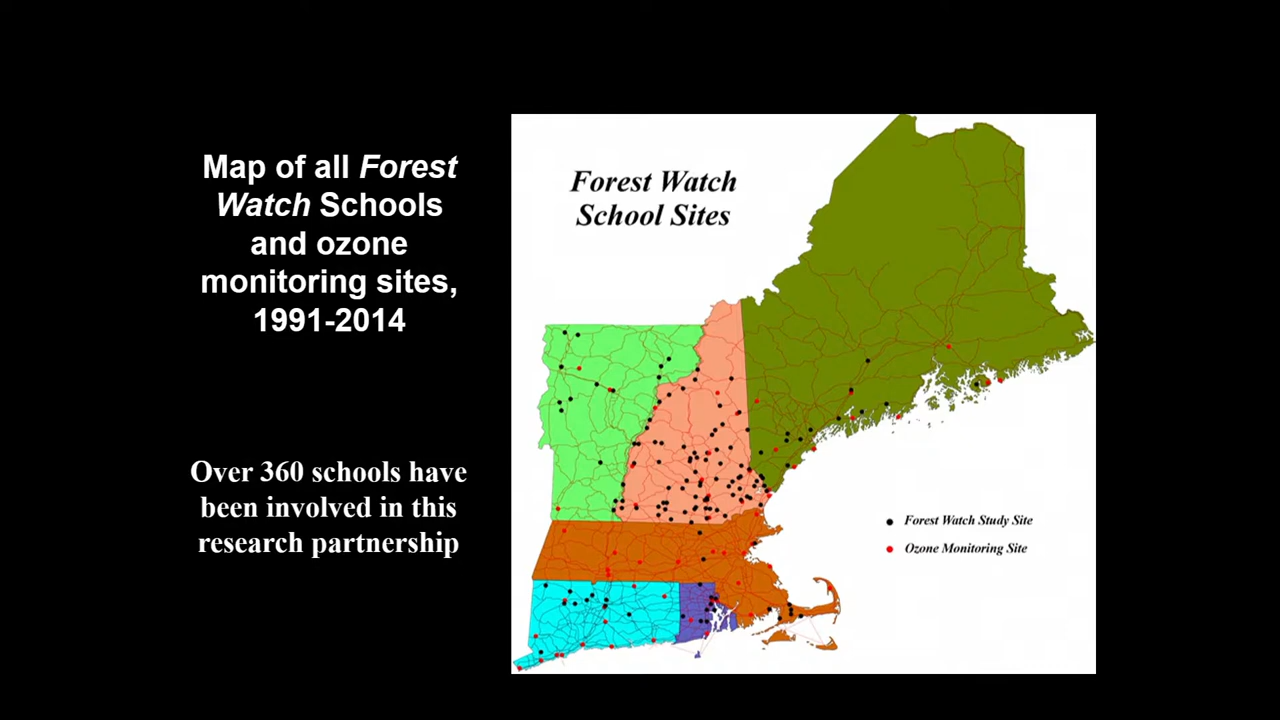 Map of all Forest
Watch Schools
and ozone
monitoring sites,
1991-2014
Over 360 schools have
been involved in this
research partnership
Forest Watch
School Sites
Forest Watch Study Site
Ozone Monitoring Site